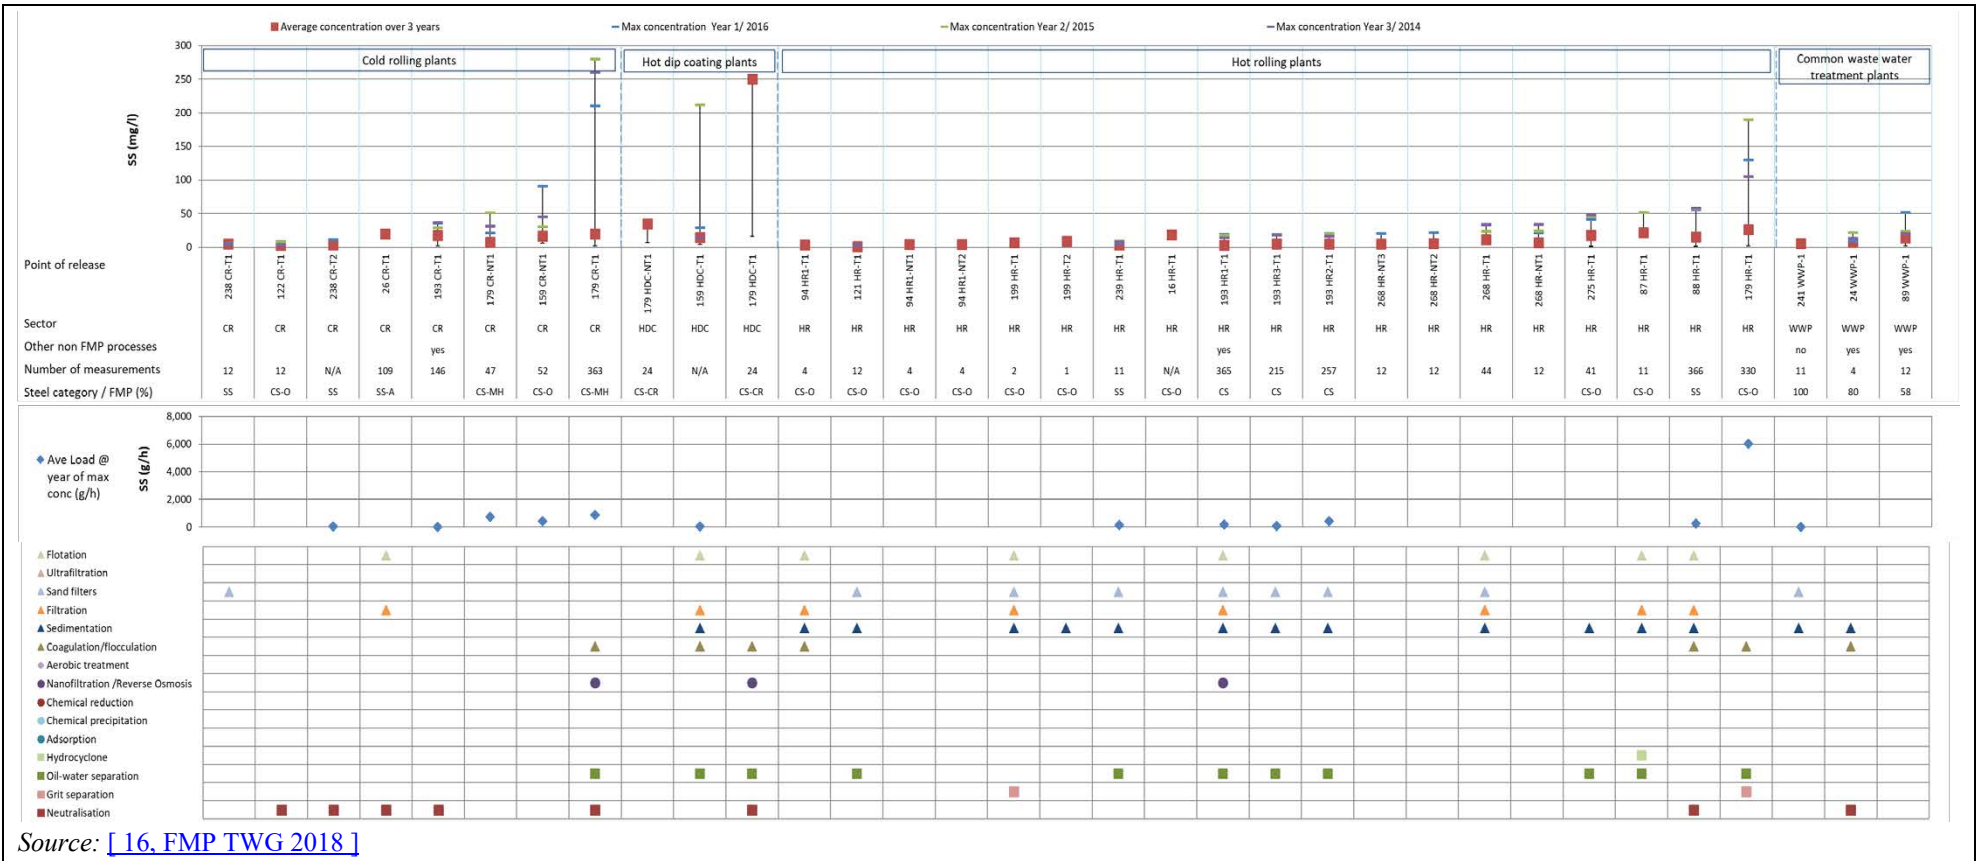 Average concentration over 3 years Max concentration Year 1/ 2016 Max concentration Year 2/ 2015 Max concentration Year 3/ 2014
300
Cold rolling plants Hot dip coating plants Hot rolling plants Common waste water treatment plants
250
200
150
100
50
0
SS (mg/l)
Point of release 238 CR-T1 122 CR-T1 238 CR-T2 26 CR-T1 193 CR-T1 179 CR-NT1 159 CR-NT1 179 CR-T1 179 HDC-NT1 159 HDC-T1 179 HDC-T1 94 HR1-T1 121 HR-T1 94 HR1-NT1 94 HR1-NT2 199 HR-T1 199 HR-T2 239 HR-T1 16 HR-T1 193 HR1-T1 193 HR3-T1 193 HR2-T1 268 HR-NT3 268 HR-NT2 268 HR-T1 268 HR-NT1 275 HR-T1 87 HR-T1 88 HR-T1 179 HR-T1 241 WWP-1 24 WWP-1 89 WWP-1
Sector CR CR CR CR CR CR CR CR HDC HDC HDC HR HR HR HR HR HR HR HR HR HR HR HR HR HR HR HR HR HR HR WWP WWP WWP
Other non FMP processes yes yes no yes yes
Number of measurements 12 12 N/A 109 146 47 52 363 24 N/A 24 4 12 4 4 2 1 11 N/A 365 215 257 12 12 44 12 41 11 366 330 11 4 12
Steel category / FMP (%) SS CS-O SS SS-A CS-MH CS-O CS-MH CS-CR CS-CR CS-O CS-O CS-O CS-O CS-O CS-O SS CS-O CS CS CS CS-O CS-O SS CS-O 100 80 58
8,000
6,000
4,000
2,000
0
SS (g/h)
Ave Load @
year of max
conc (g/h)
Flotation
Ultrafiltration
Sand filters
Filtration
Sedimentation
Coagulation/flocculation
Aerobic treatment
Nanofiltration /Reverse Osmosis
Chemical reduction
Chemical precipitation
Adsorption
Hydrocyclone
Oil-water separation
Grit separation
Neutralisation
Source: [ 16, FMP TWG 2018 ]